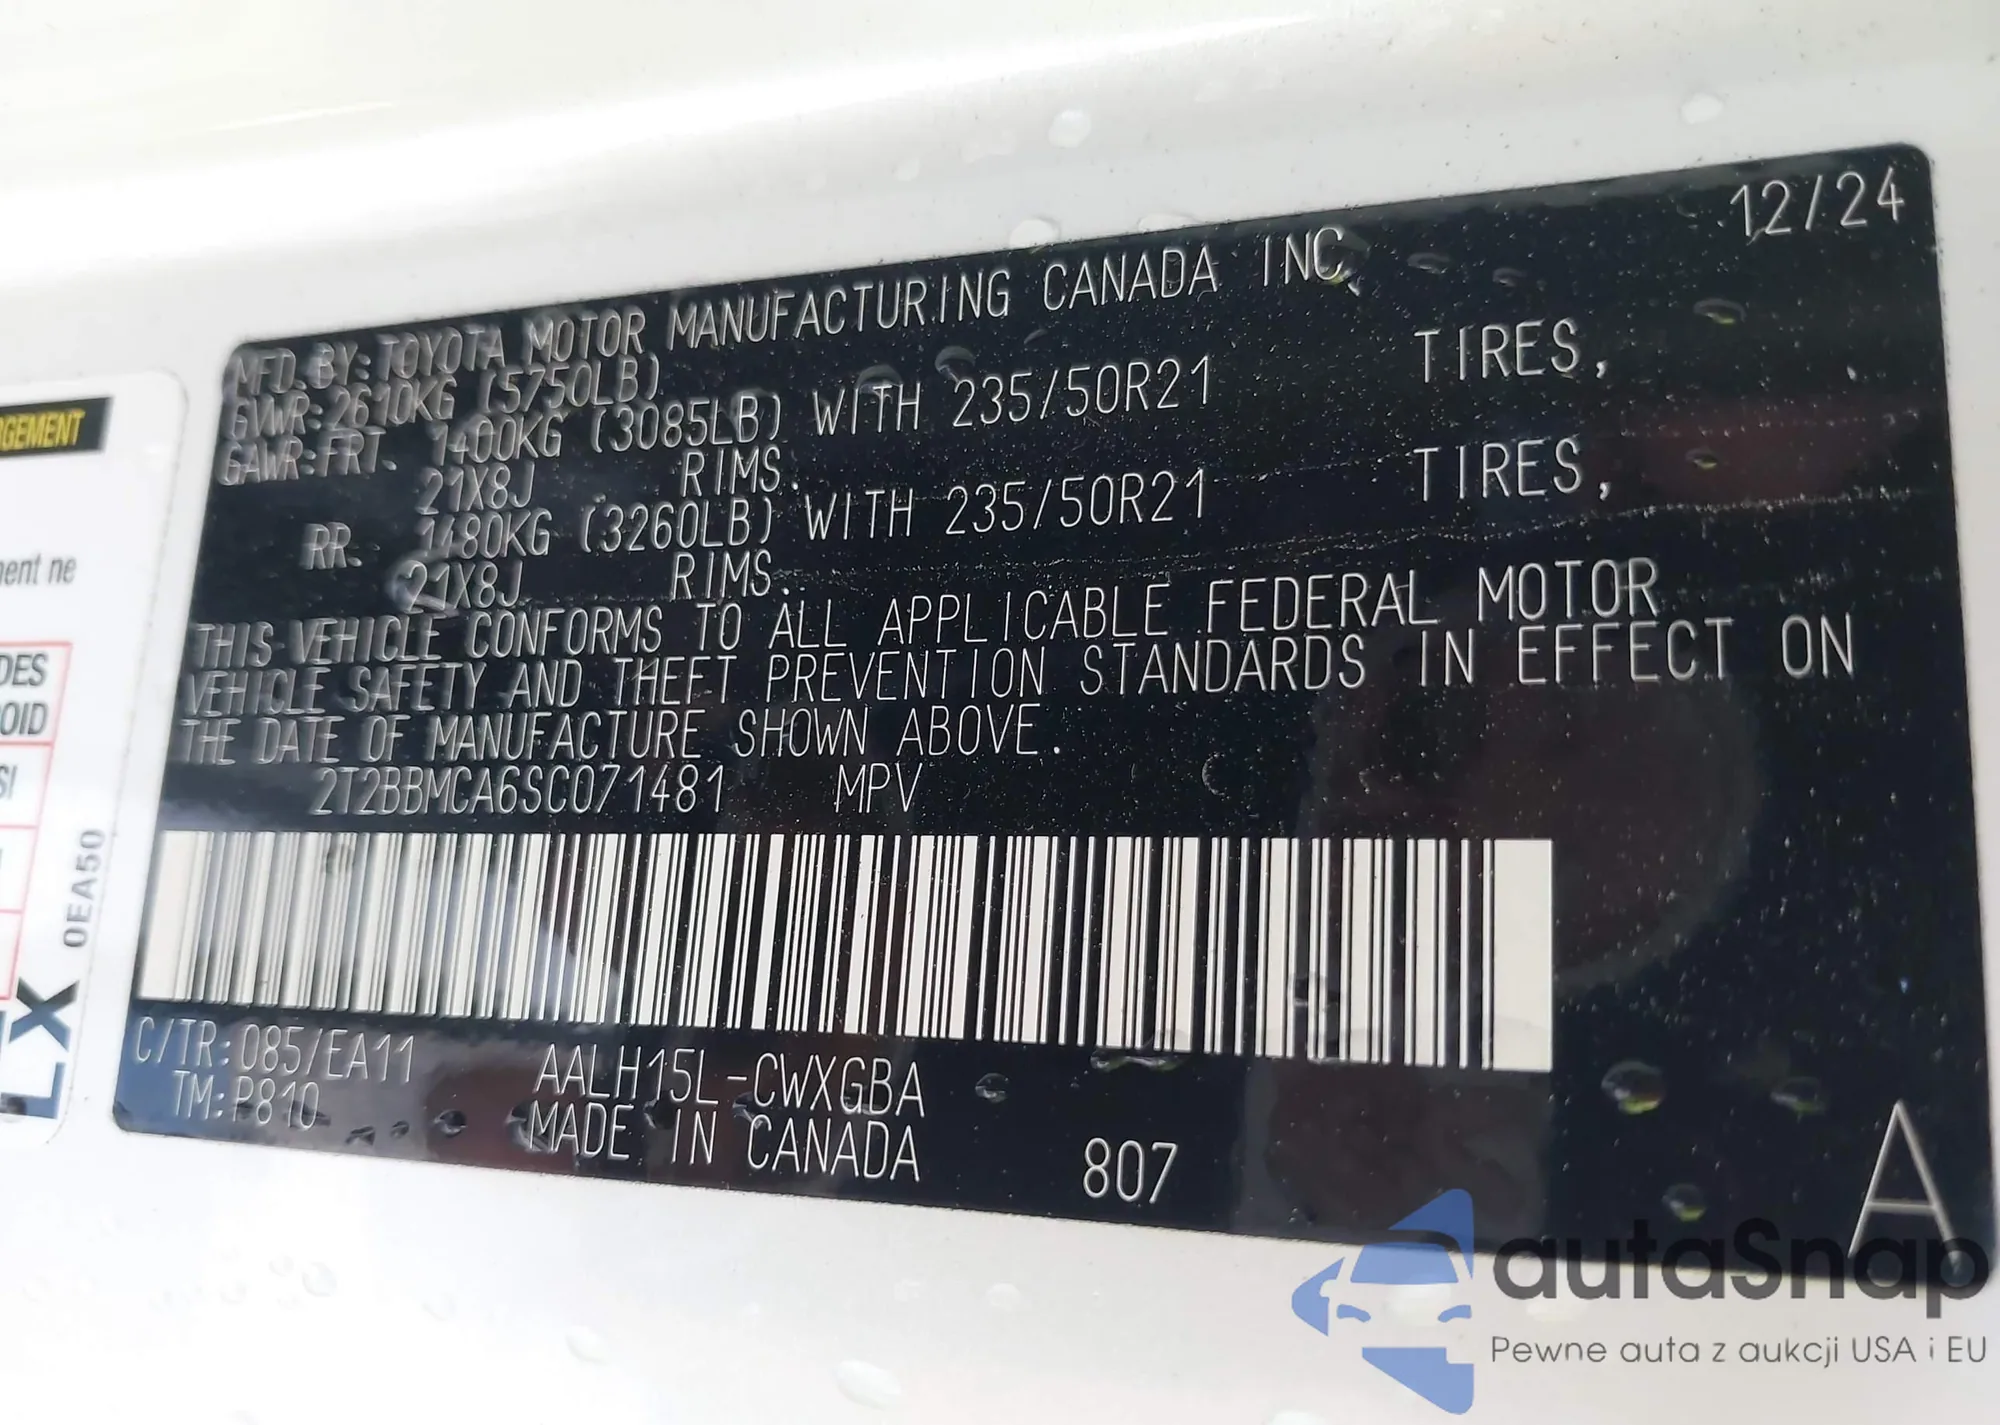 12/24
MFD.BY:TOYOTA MOTOR MANUFACTURING CANADA INC.
GVWR:2610KG (5750LB)
GAWR:FRT. 1400KG (3085LB) WITH 235/50R21 TIRES,
21X8J RIMS.
RR. 1480KG (3260LB) WITH 235/50R21 TIRES,
21X8J RIMS.
THIS VEHICLE CONFORMS TO ALL APPLICABLE FEDERAL MOTOR
VEHICLE SAFETY AND THEFT PREVENTION STANDARDS IN EFFECT ON
THE DATE OF MANUFACTURE SHOWN ABOVE.
2T2BBMCA6SC071481 MPV
C/TR:085/EA11 AALH15L-CWXGBA
TM:P810 MADE IN CANADA 807
A
ne
0EA50
autaSnap
Pewne auta z aukcji USA i EU